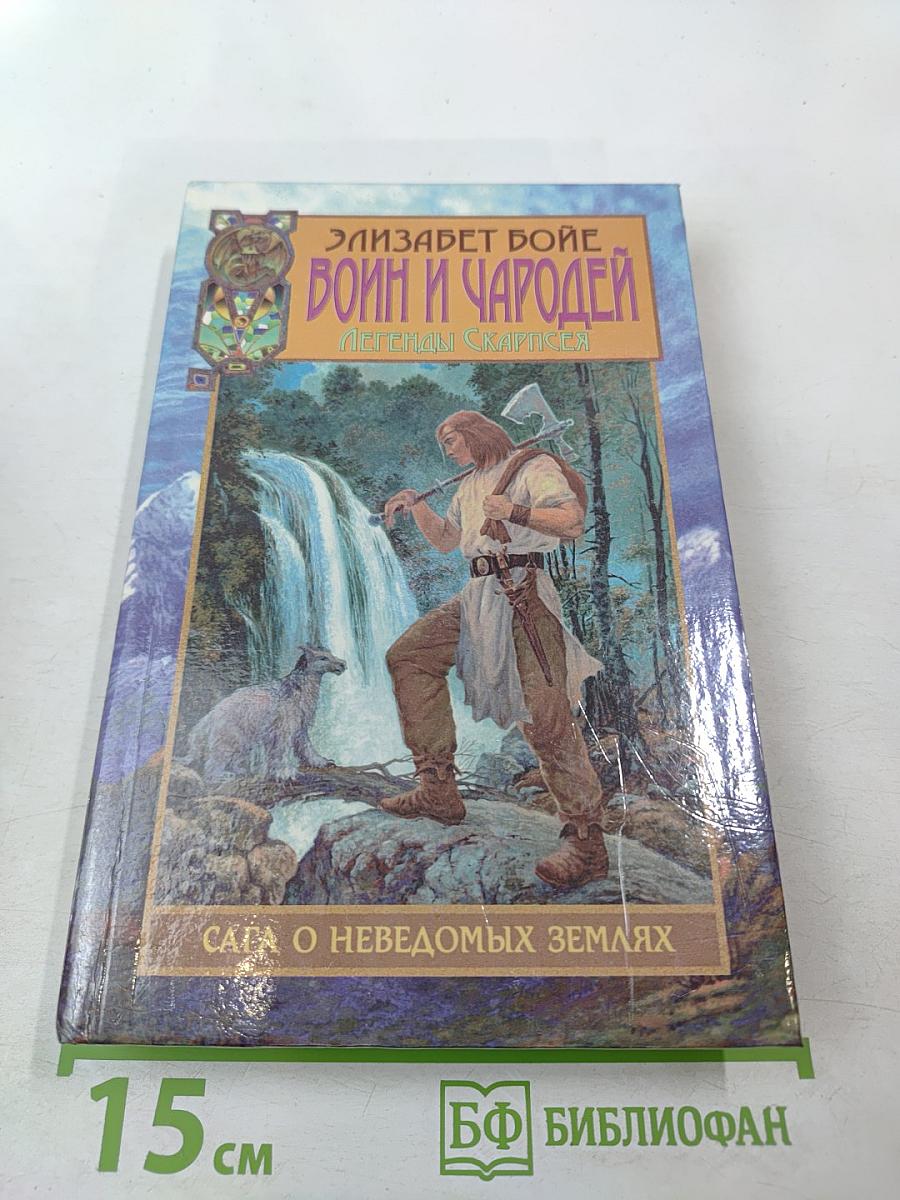 ЭЛИЗАБЕТ БОЙЕ
ВОИН И ЧАРОДЕЙ
ЛЕГЕНДЫ СКАРПСЕЯ
САГА О НЕВЕДОМЫХ ЗЕМЛЯХ
15 см
БФ БИБЛИОФАН